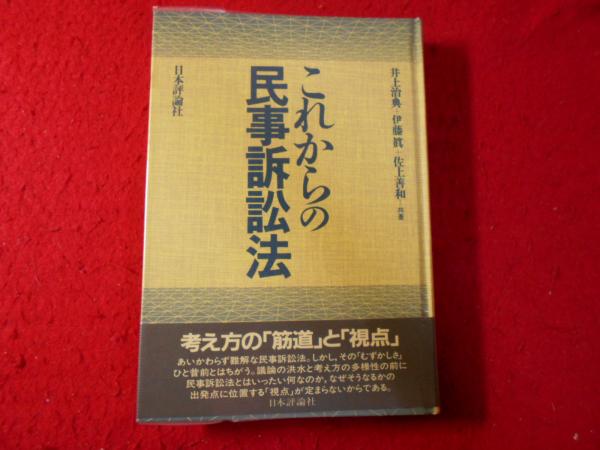 これからの
民事訴訟法
井上治典・伊藤眞・佐上善和 共著
日本評論社
考え方の「筋道」と「視点」
あいかわらず難解な民事訴訟法。しかし,その「むずかしさ」
ひと昔前とはちがう。議論の洪水と考え方の多様性の前に
民事訴訟法とはいったい何なのか,なぜそうなるかの
出発点に位置する「視点」が定まらないからである。
日本評論社